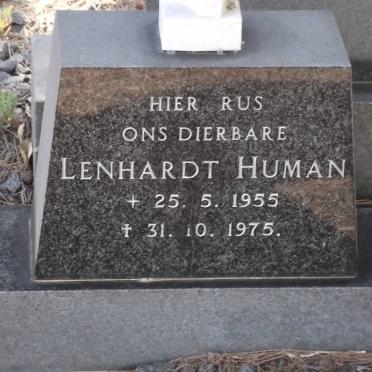 HIER RUS
ONS DIERBARE
LENHARDT HUMAN
+ 25. 5. 1955
† 31. 10. 1975.